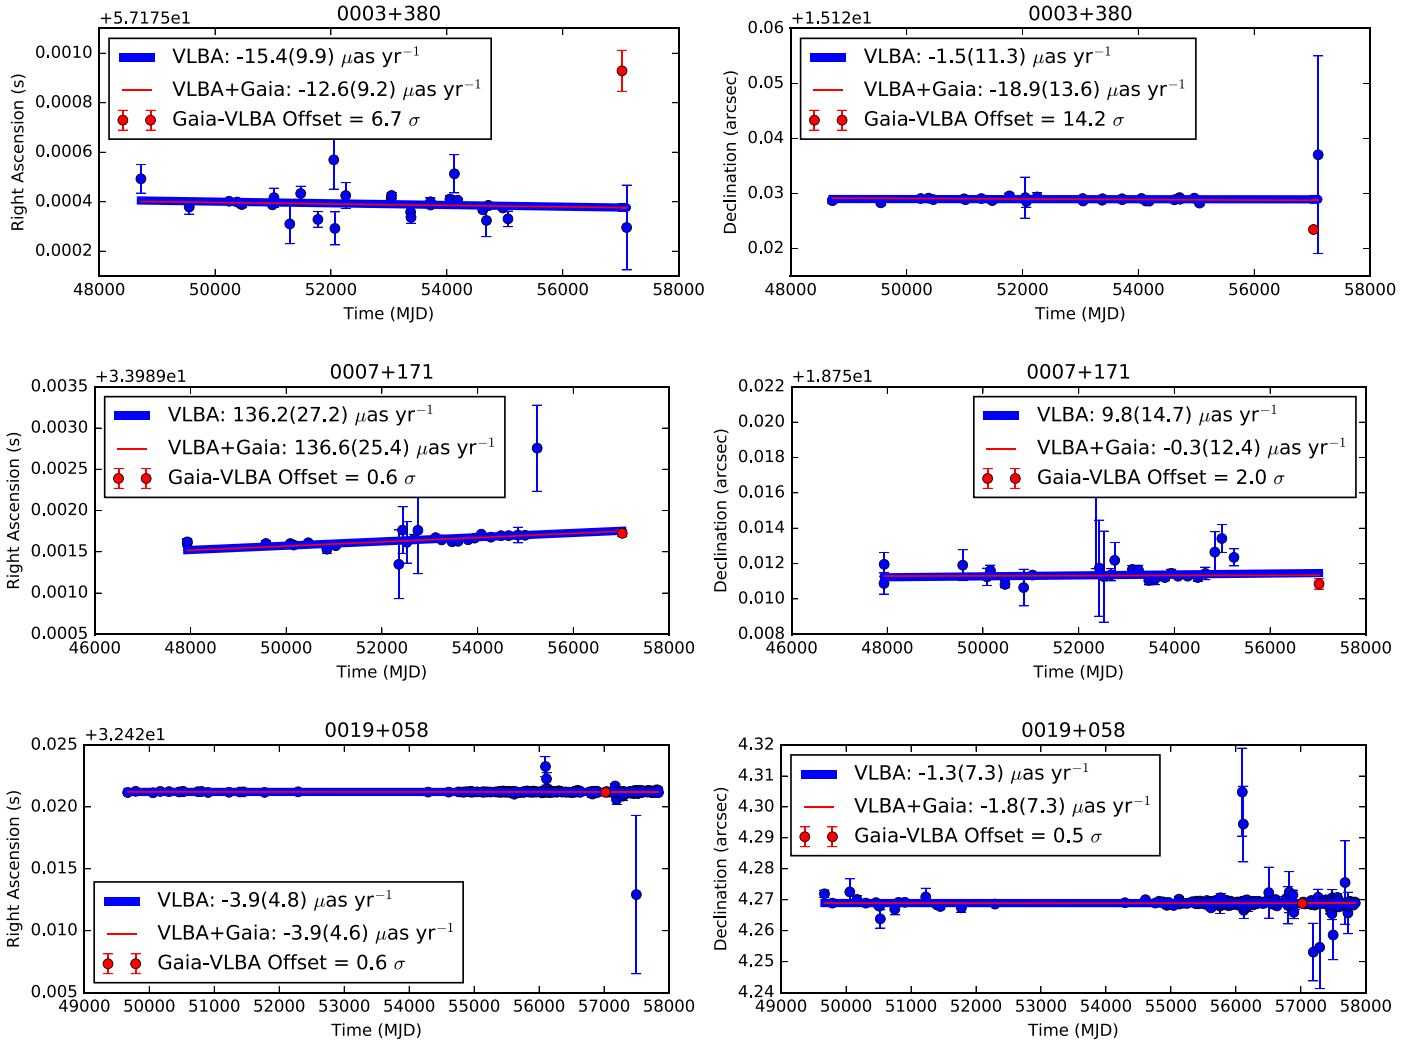 0003+380
+5.7175e1
VLBA: -15.4(9.9) μas yr⁻¹
VLBA+Gaia: -12.6(9.2) μas yr⁻¹
Gaia-VLBA Offset = 6.7 σ
Right Ascension (s)
0.0010
0.0008
0.0006
0.0004
0.0002
48000 50000 52000 54000 56000 58000
Time (MJD)
0003+380
+1.512e1
VLBA: -1.5(11.3) μas yr⁻¹
VLBA+Gaia: -18.9(13.6) μas yr⁻¹
Gaia-VLBA Offset = 14.2 σ
Declination (arcsec)
0.06
0.05
0.04
0.03
0.02
48000 50000 52000 54000 56000 58000
Time (MJD)
0007+171
+3.3989e1
VLBA: 136.2(27.2) μas yr⁻¹
VLBA+Gaia: 136.6(25.4) μas yr⁻¹
Gaia-VLBA Offset = 0.6 σ
Right Ascension (s)
0.0035
0.0030
0.0025
0.0020
0.0015
0.0010
0.0005
46000 48000 50000 52000 54000 56000 58000
Time (MJD)
0007+171
+1.875e1
VLBA: 9.8(14.7) μas yr⁻¹
VLBA+Gaia: -0.3(12.4) μas yr⁻¹
Gaia-VLBA Offset = 2.0 σ
Declination (arcsec)
0.022
0.020
0.018
0.016
0.014
0.012
0.010
0.008
46000 48000 50000 52000 54000 56000 58000
Time (MJD)
0019+058
+3.242e1
VLBA: -3.9(4.8) μas yr⁻¹
VLBA+Gaia: -3.9(4.6) μas yr⁻¹
Gaia-VLBA Offset = 0.6 σ
Right Ascension (s)
0.025
0.020
0.015
0.010
0.005
49000 50000 51000 52000 53000 54000 55000 56000 57000 58000
Time (MJD)
0019+058
VLBA: -1.3(7.3) μas yr⁻¹
VLBA+Gaia: -1.8(7.3) μas yr⁻¹
Gaia-VLBA Offset = 0.5 σ
Declination (arcsec)
4.32
4.31
4.30
4.29
4.28
4.27
4.26
4.25
4.24
49000 50000 51000 52000 53000 54000 55000 56000 57000 58000
Time (MJD)